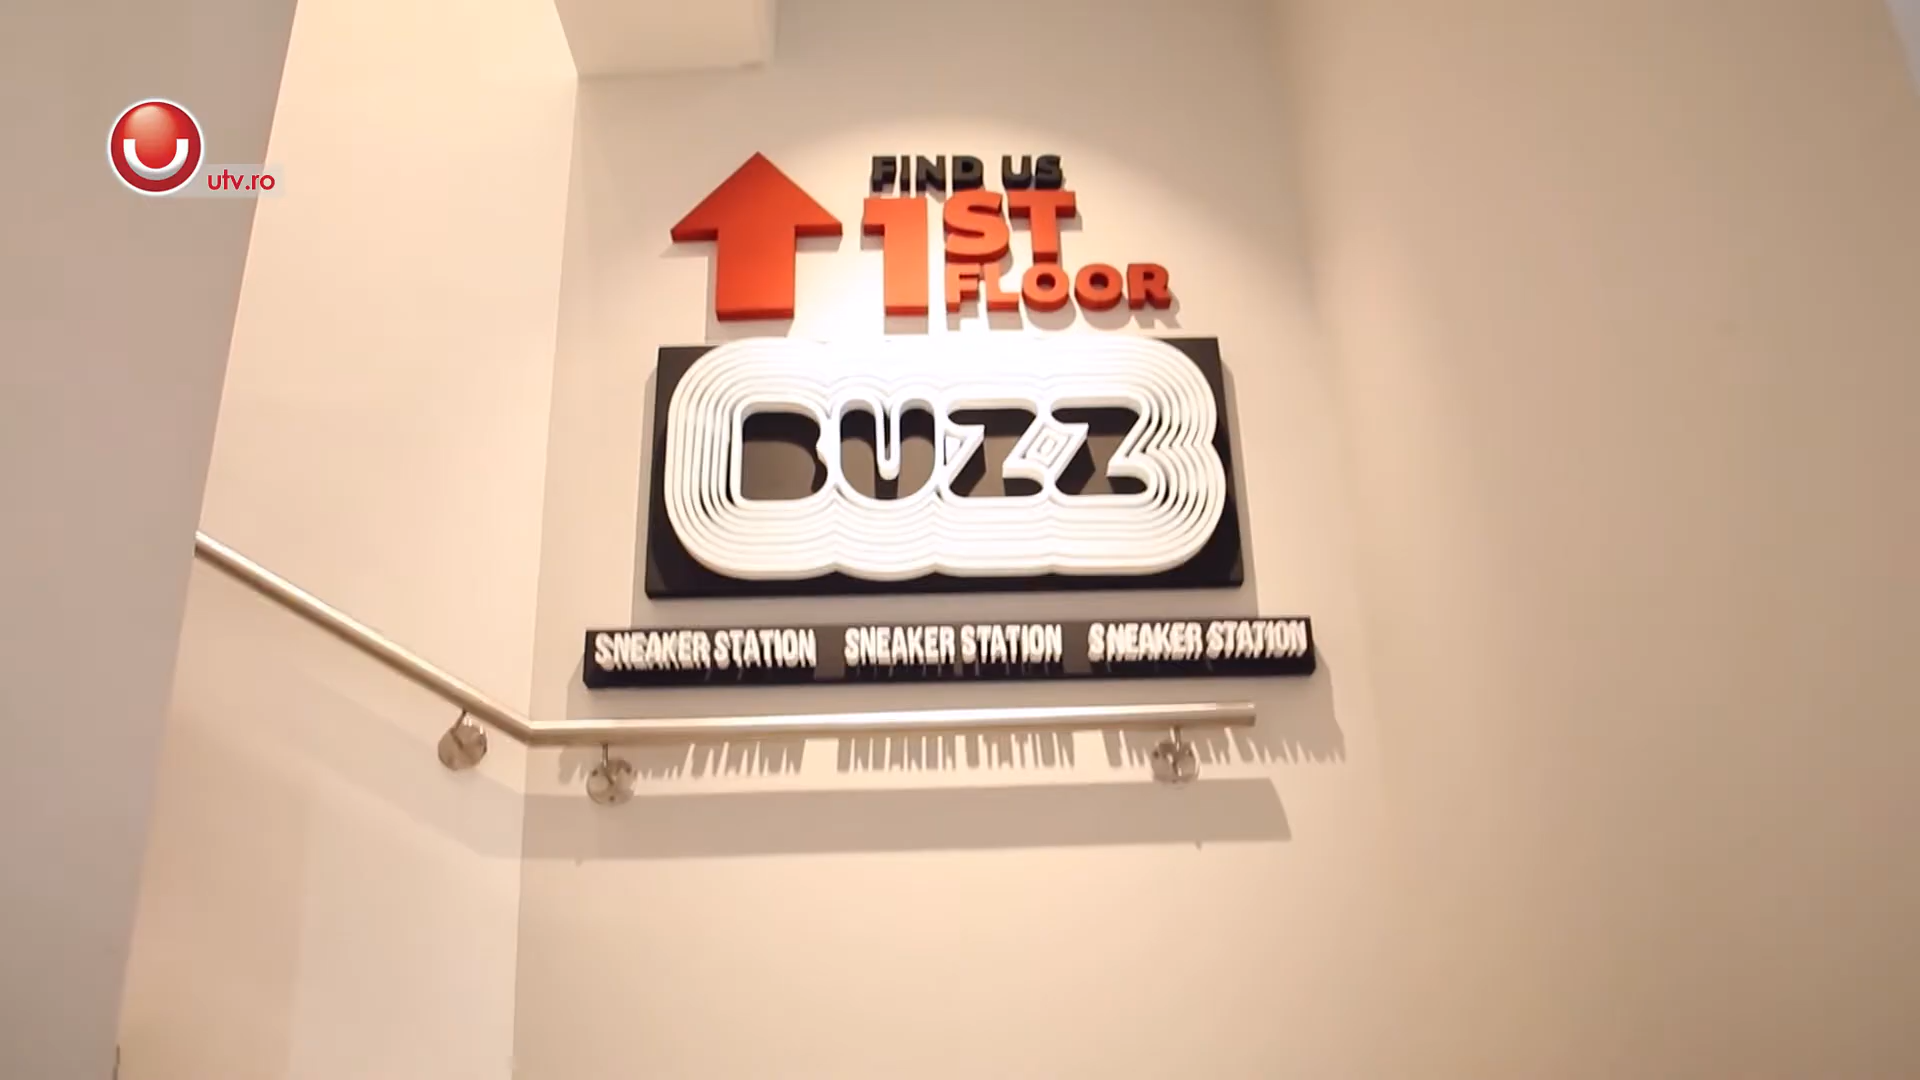 utv.ro
FIND US
1ST
FLOOR
BUZZ
SNEAKER STATION SNEAKER STATION SNEAKER STATION